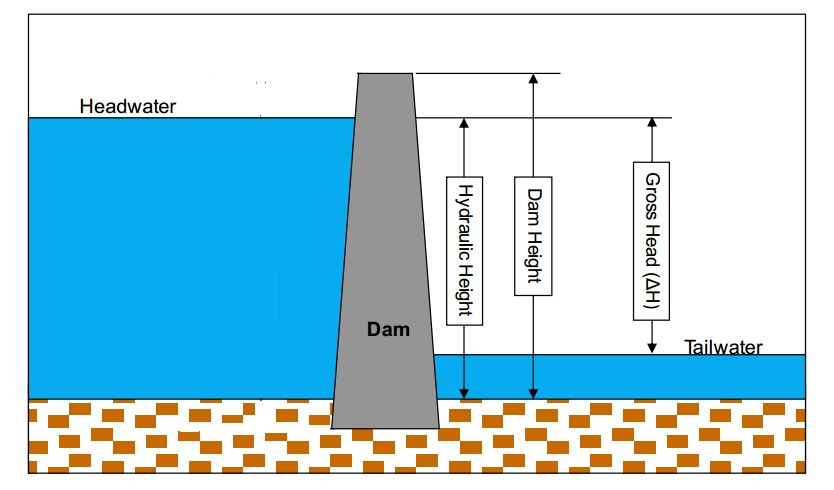 Headwater
Hydraulic Height
Dam Height
Gross Head (ΔH)
Dam
Tailwater